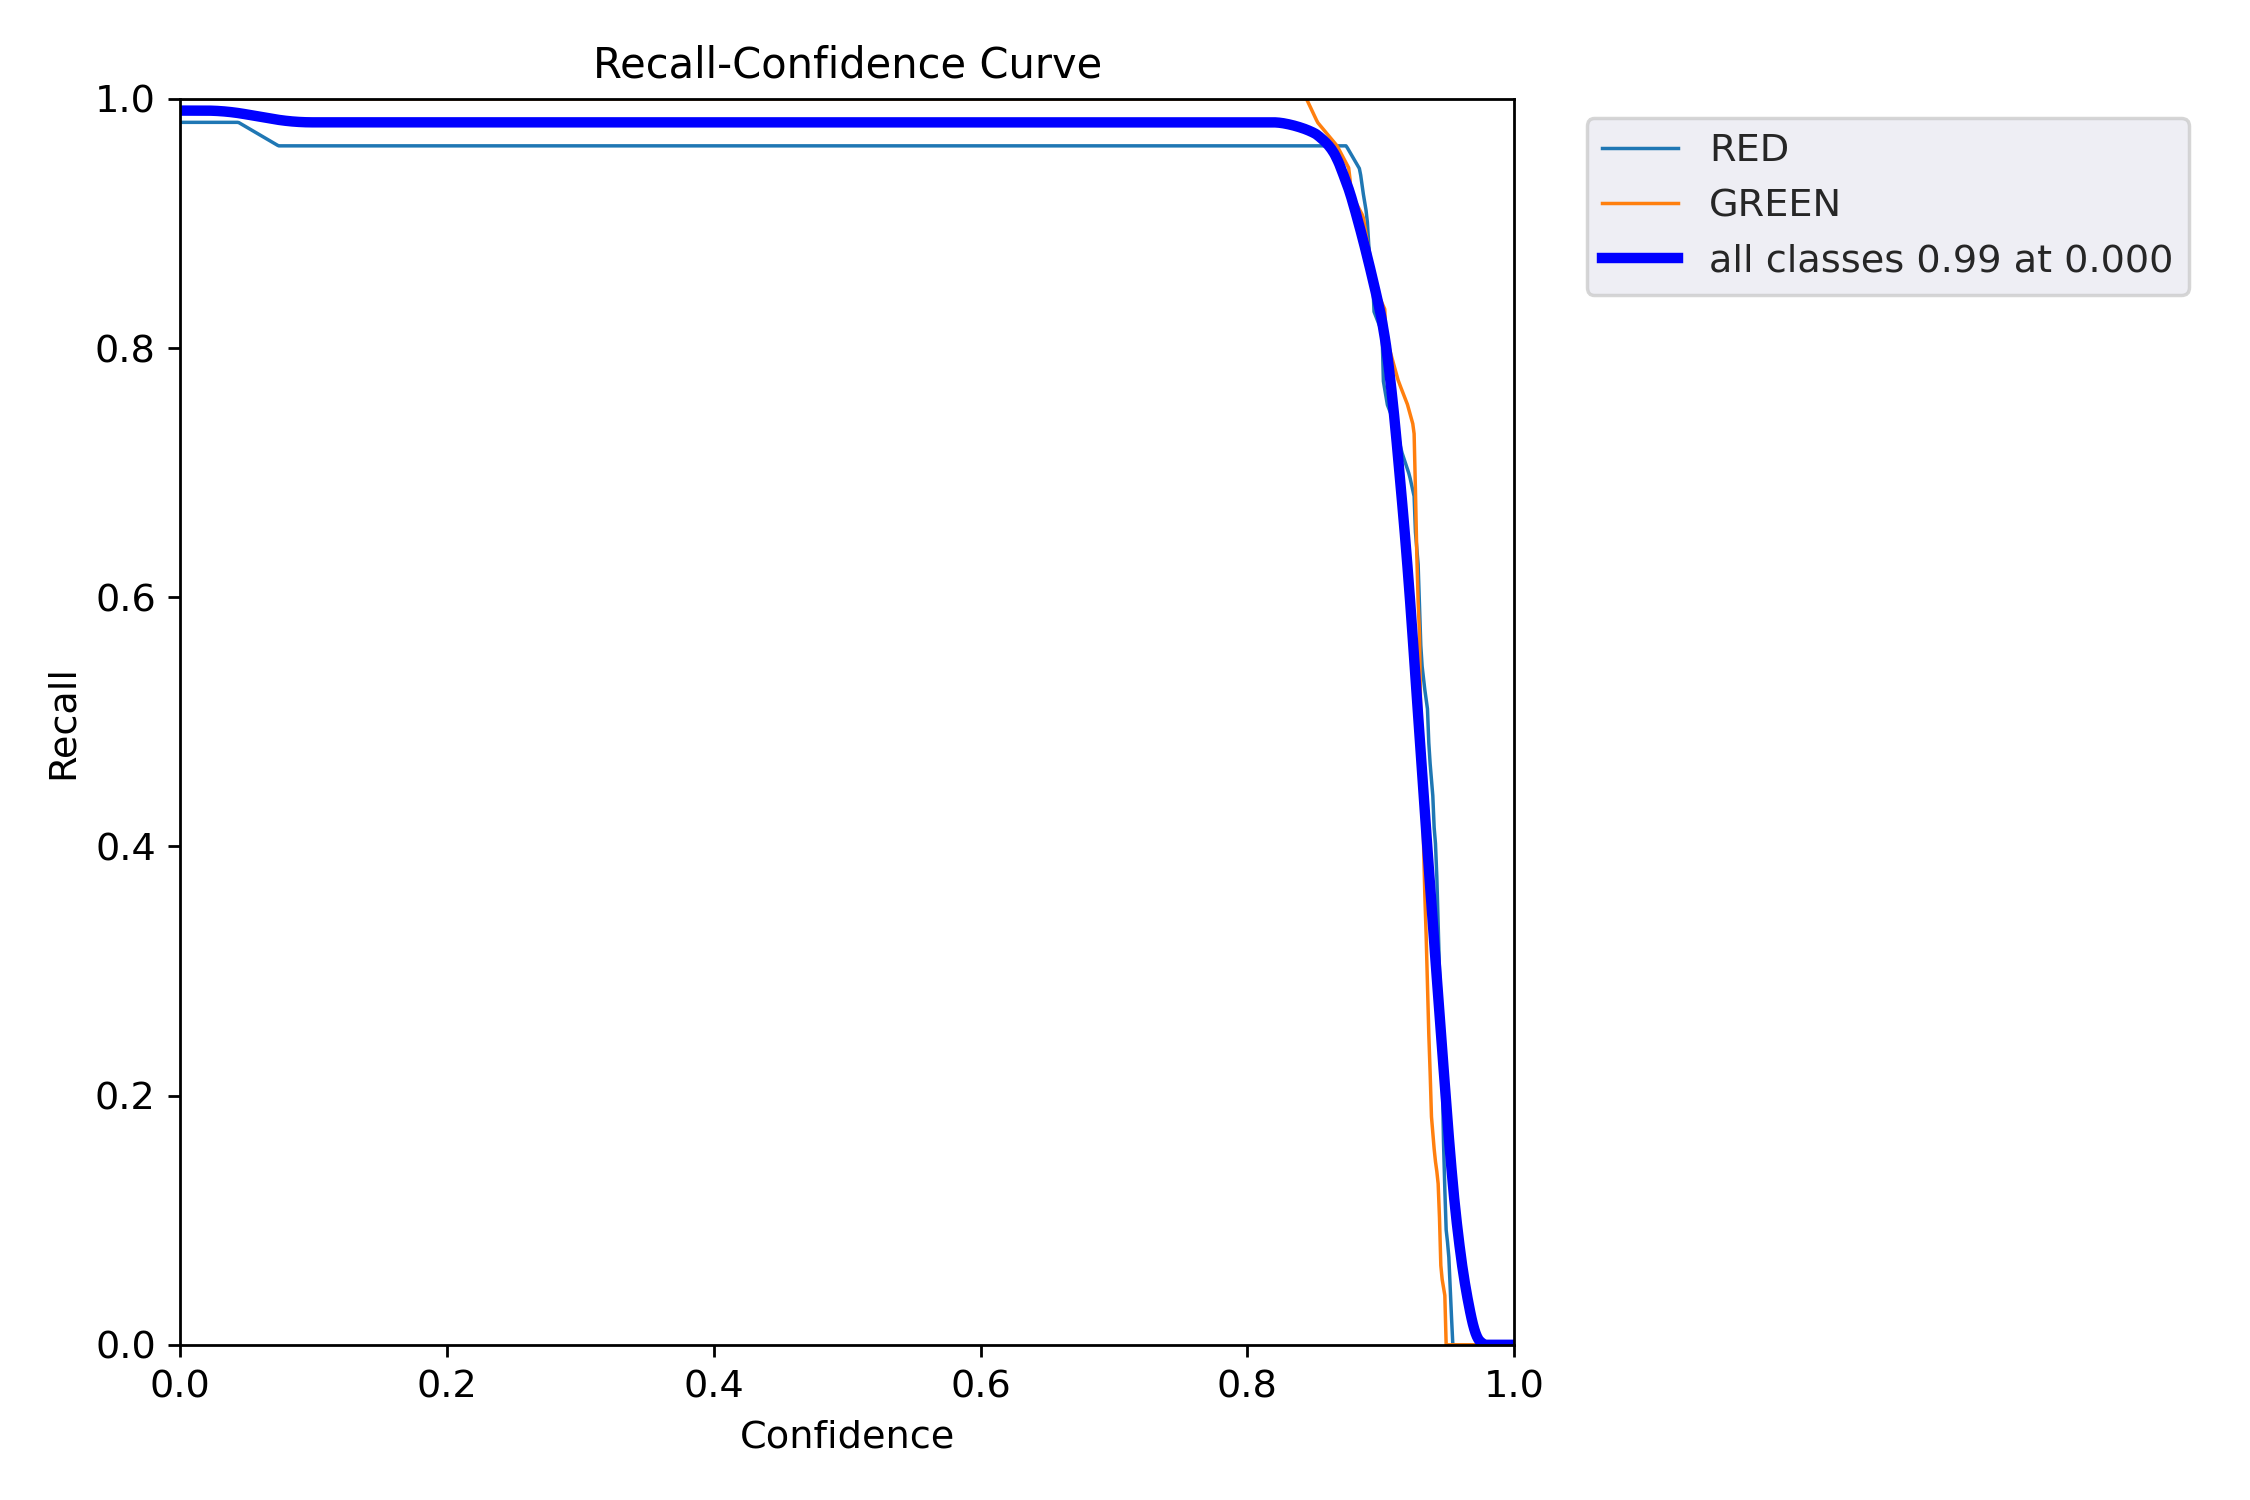 Recall-Confidence Curve
1.0
0.8
0.6
0.4
0.2
0.0
Recall
0.0 0.2 0.4 0.6 0.8 1.0
Confidence
RED
GREEN
all classes 0.99 at 0.000